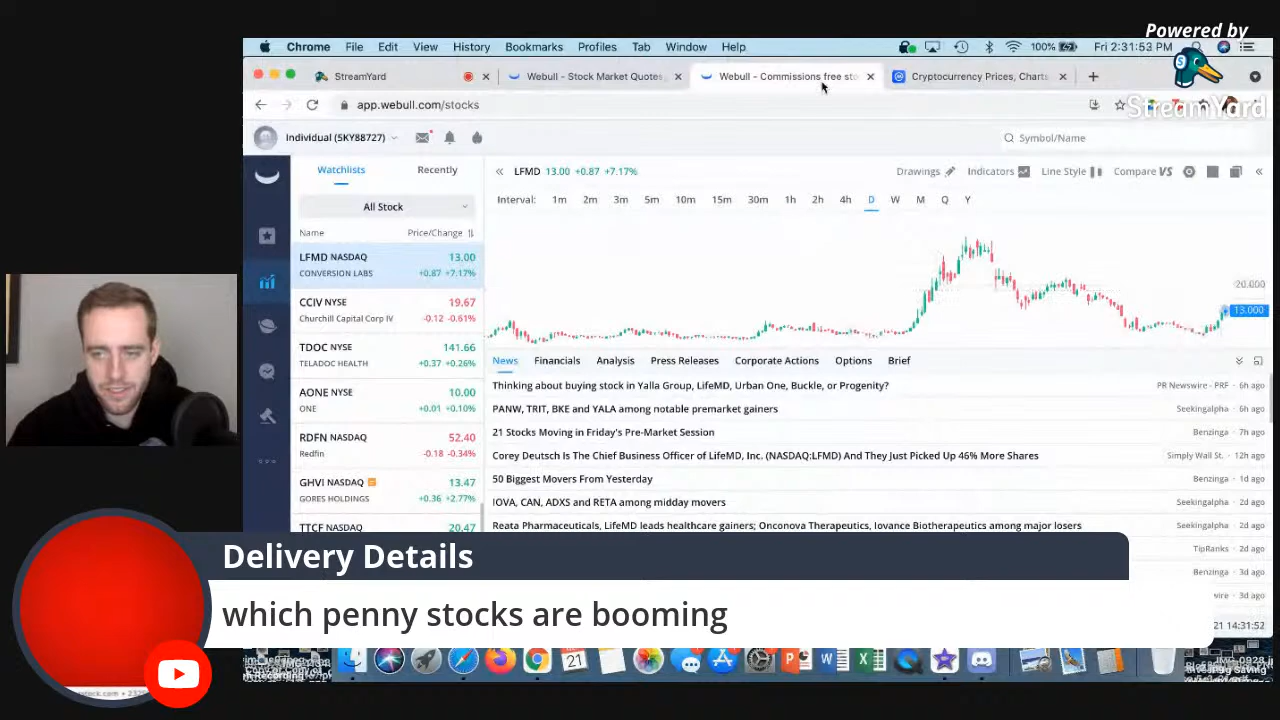 Powered by
StreamYard
Chrome File Edit View History Bookmarks Profiles Tab Window Help
100% Fri 2:31:53 PM
StreamYard
Webull - Stock Market Quotes,
Webull - Commissions free sto
Cryptocurrency Prices, Charts
app.webull.com/stocks
Individual (5KY88727)
Symbol/Name
Watchlists Recently
All Stock
Name Price/Change
LFMD NASDAQ 13.00
CONVERSION LABS +0.87 +7.17%
CCIV NYSE 19.67
Churchill Capital Corp IV -0.12 -0.61%
TDOC NYSE 141.66
TELADOC HEALTH +0.37 +0.26%
AONE NYSE 10.00
ONE +0.01 +0.10%
RDFN NASDAQ 52.40
Redfin -0.18 -0.34%
GHVI NASDAQ 13.47
GORES HOLDINGS +0.36 +2.77%
TTCF NASDAQ 20.47
LFMD 13.00 +0.87 +7.17%
Drawings Indicators Line Style Compare VS
Interval: 1m 2m 3m 5m 10m 15m 30m 1h 2h 4h D W M Q Y
20.000
13.000
News Financials Analysis Press Releases Corporate Actions Options Brief
Thinking about buying stock in Yalla Group, LifeMD, Urban One, Buckle, or Progenity? PR Newswire - PRF · 6h ago
PANW, TRIT, BKE and YALA among notable premarket gainers Seekingalpha · 6h ago
21 Stocks Moving in Friday's Pre-Market Session Benzinga · 7h ago
Corey Deutsch Is The Chief Business Officer of LifeMD, Inc. (NASDAQ:LFMD) And They Just Picked Up 46% More Shares Simply Wall St. · 12h ago
50 Biggest Movers From Yesterday Benzinga · 1d ago
IOVA, CAN, ADXS and RETA among midday movers Seekingalpha · 2d ago
Reata Pharmaceuticals, LifeMD leads healthcare gainers; Onconova Therapeutics, Iovance Biotherapeutics among major losers Seekingalpha · 2d ago
TipRanks · 2d ago
Benzinga · 3d ago
wire · 3d ago
21 14:31:52
Delivery Details
which penny stocks are booming
21